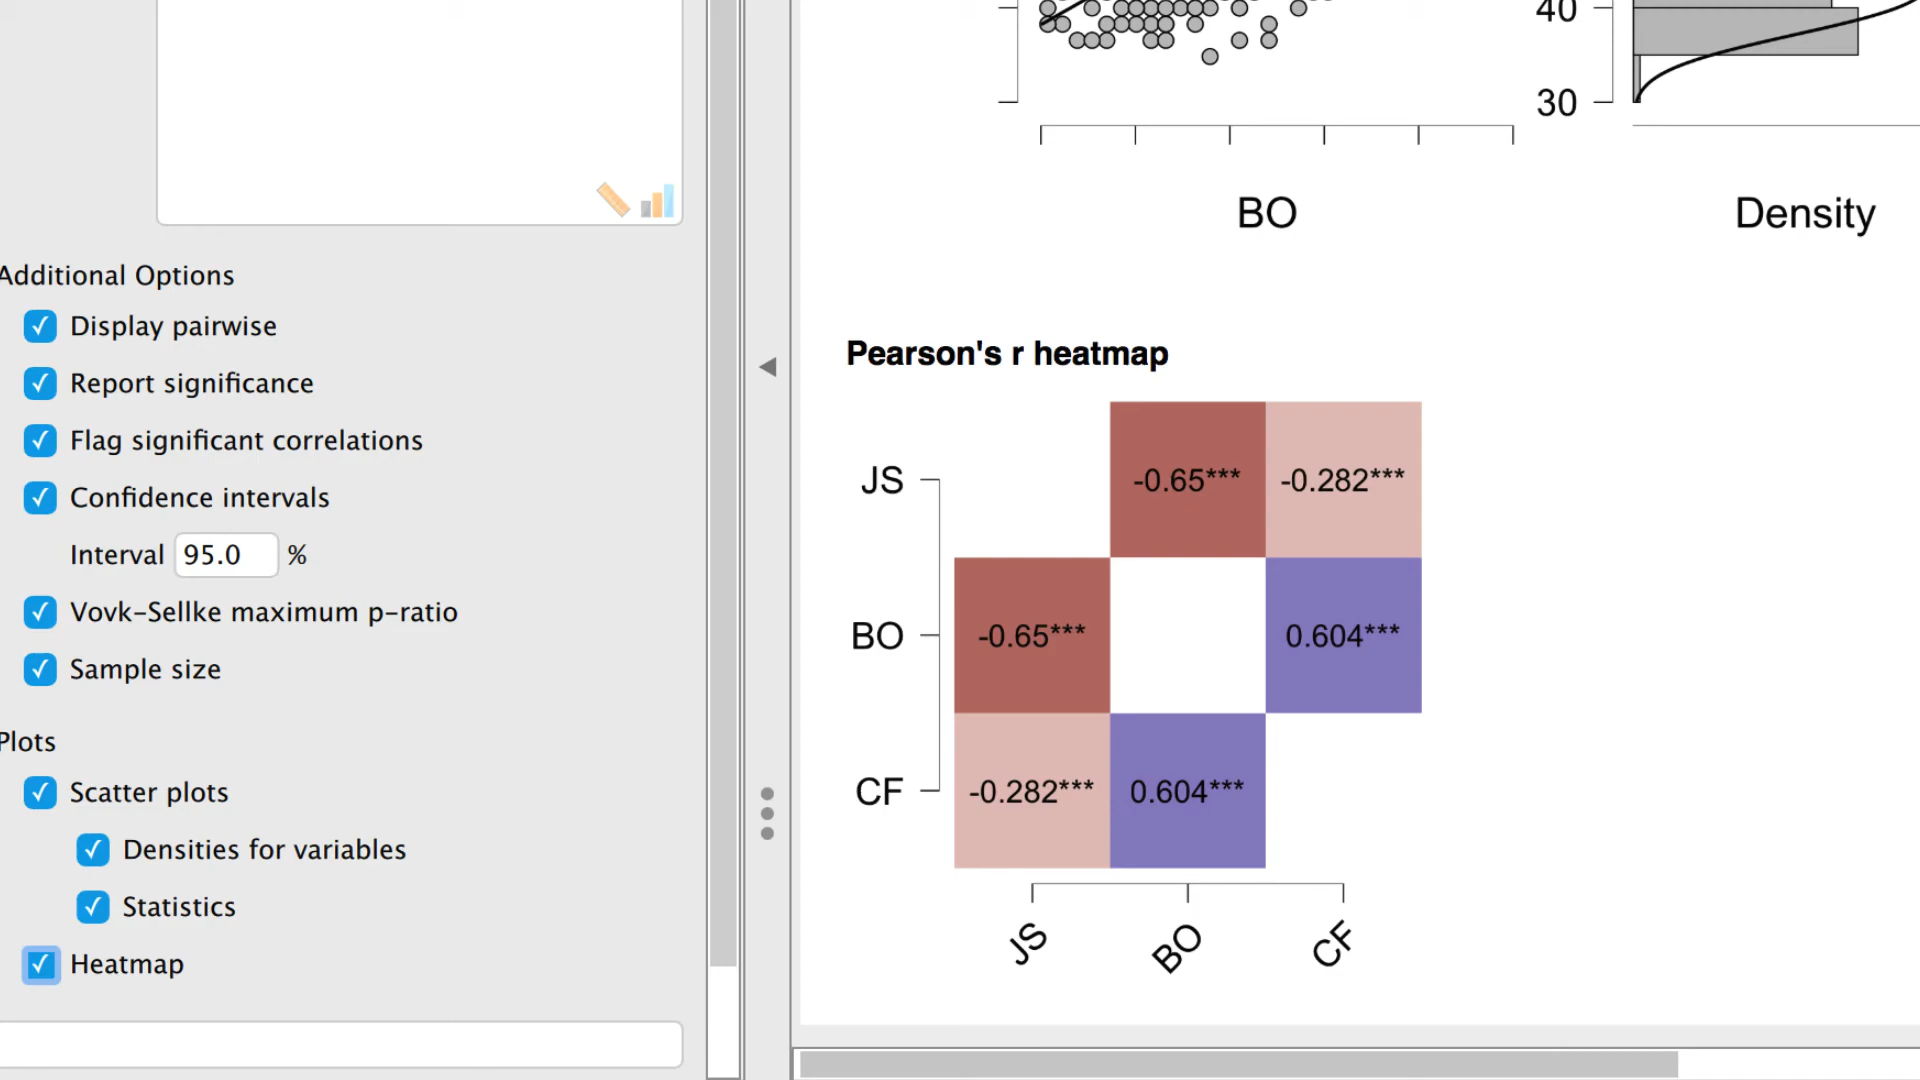 40
30
BO
Density
Additional Options
Display pairwise
Report significance
Flag significant correlations
Confidence intervals
Interval 95.0 %
Vovk-Sellke maximum p-ratio
Sample size
Plots
Scatter plots
Densities for variables
Statistics
Heatmap
Pearson's r heatmap
JS -0.65*** -0.282***
BO -0.65*** 0.604***
CF -0.282*** 0.604***
JS BO CF